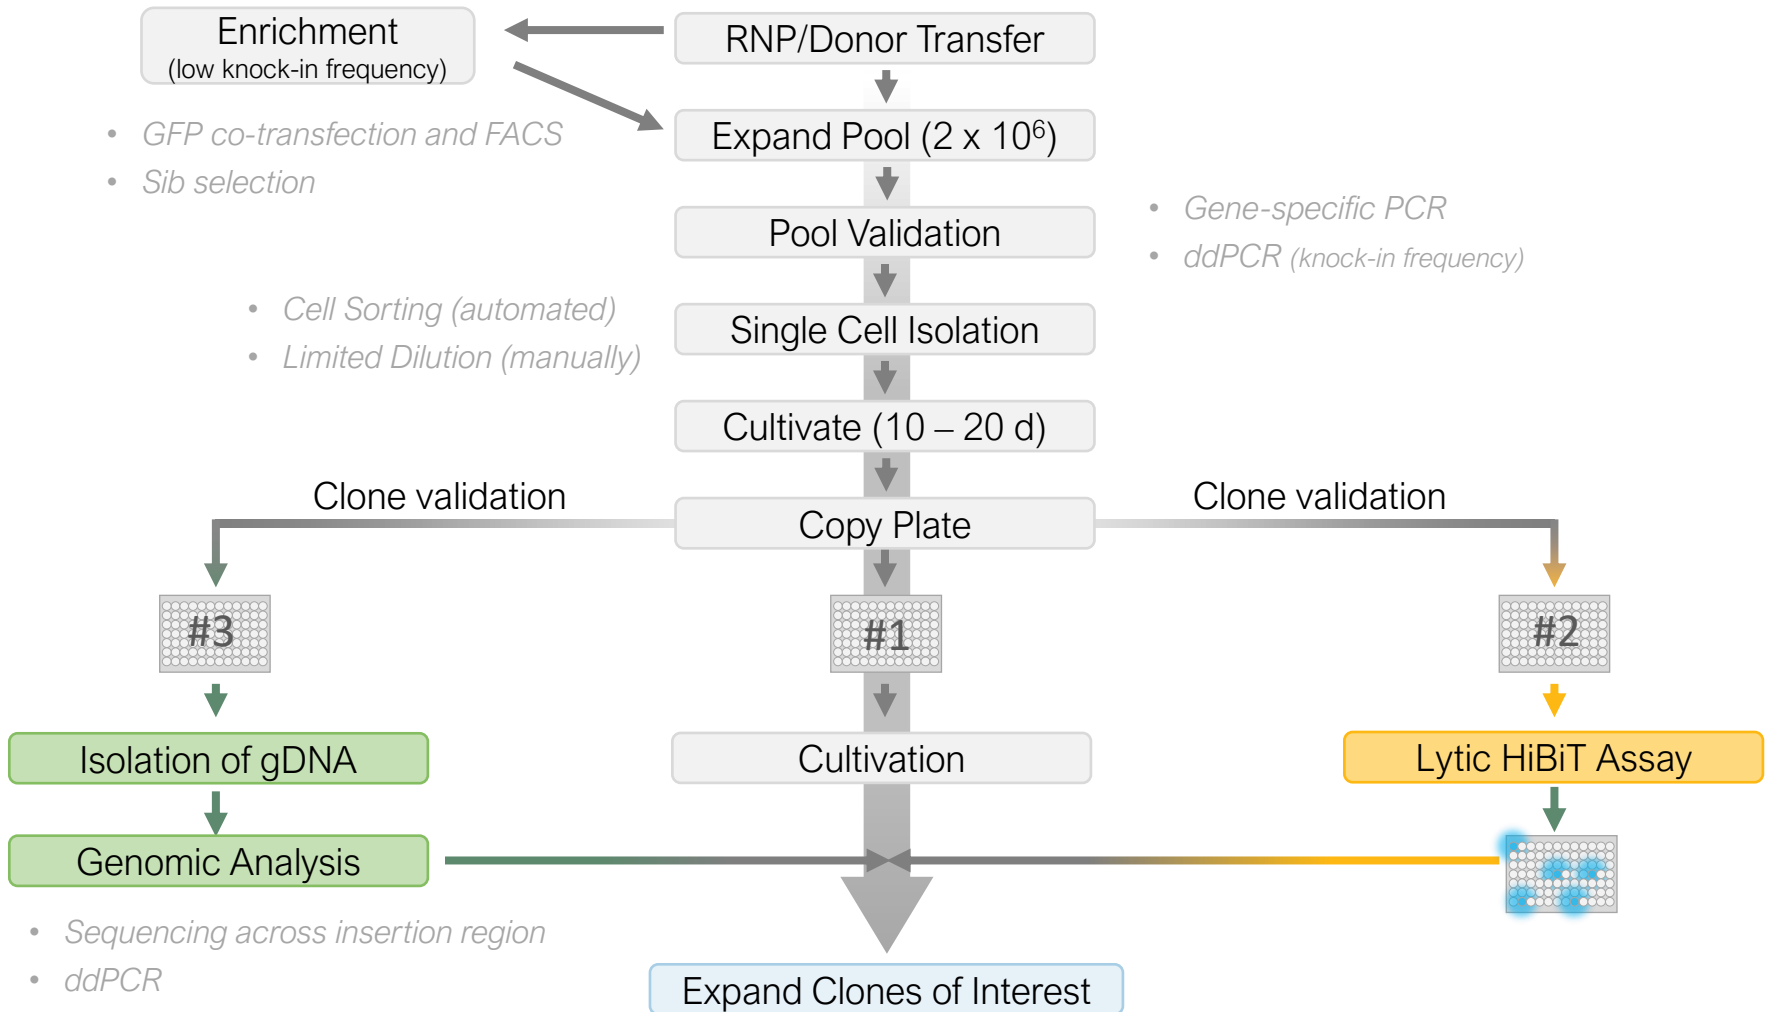 Enrichment
(low knock-in frequency)
RNP/Donor Transfer
• GFP co-transfection and FACS
• Sib selection
Expand Pool (2 x 10⁶)
Pool Validation
• Gene-specific PCR
• ddPCR (knock-in frequency)
• Cell Sorting (automated)
• Limited Dilution (manually)
Single Cell Isolation
Cultivate (10 – 20 d)
Clone validation
Copy Plate
Clone validation
#3
#1
#2
Isolation of gDNA
Cultivation
Lytic HiBiT Assay
Genomic Analysis
• Sequencing across insertion region
• ddPCR
Expand Clones of Interest